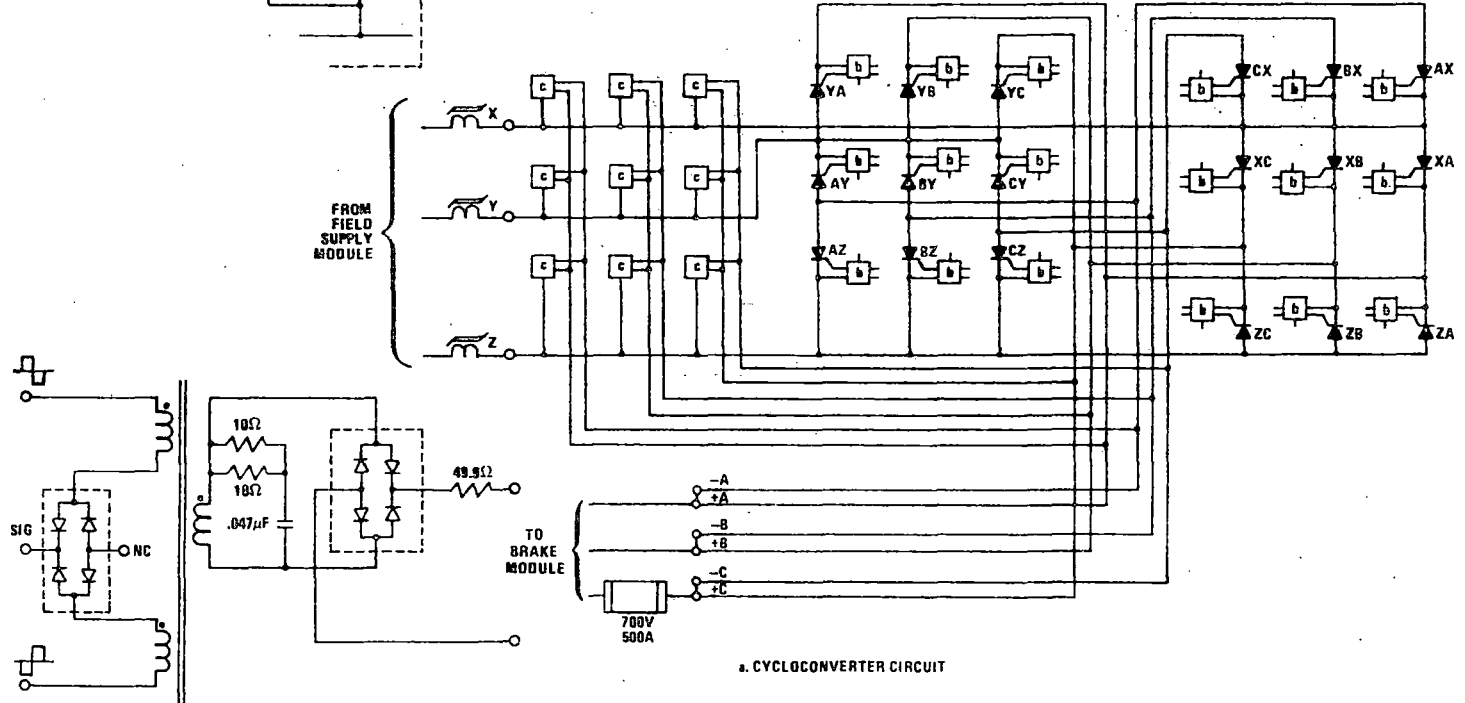 c c c
X
b b b
YA YB YC
CX BX AX
b b b
c c c
Y
b b b
AY BY CY
XC XB XA
b b b
FROM
FIELD
SUPPLY
MODULE
c c c
AZ BZ CZ
b b b
b b b
ZC ZB ZA
Z
10Ω
10Ω
.047µF
49.9Ω
SIG
NC
TO
BRAKE
MODULE
–A
+A
–B
+B
–C
+C
700V
500A
a. CYCLOCONVERTER CIRCUIT